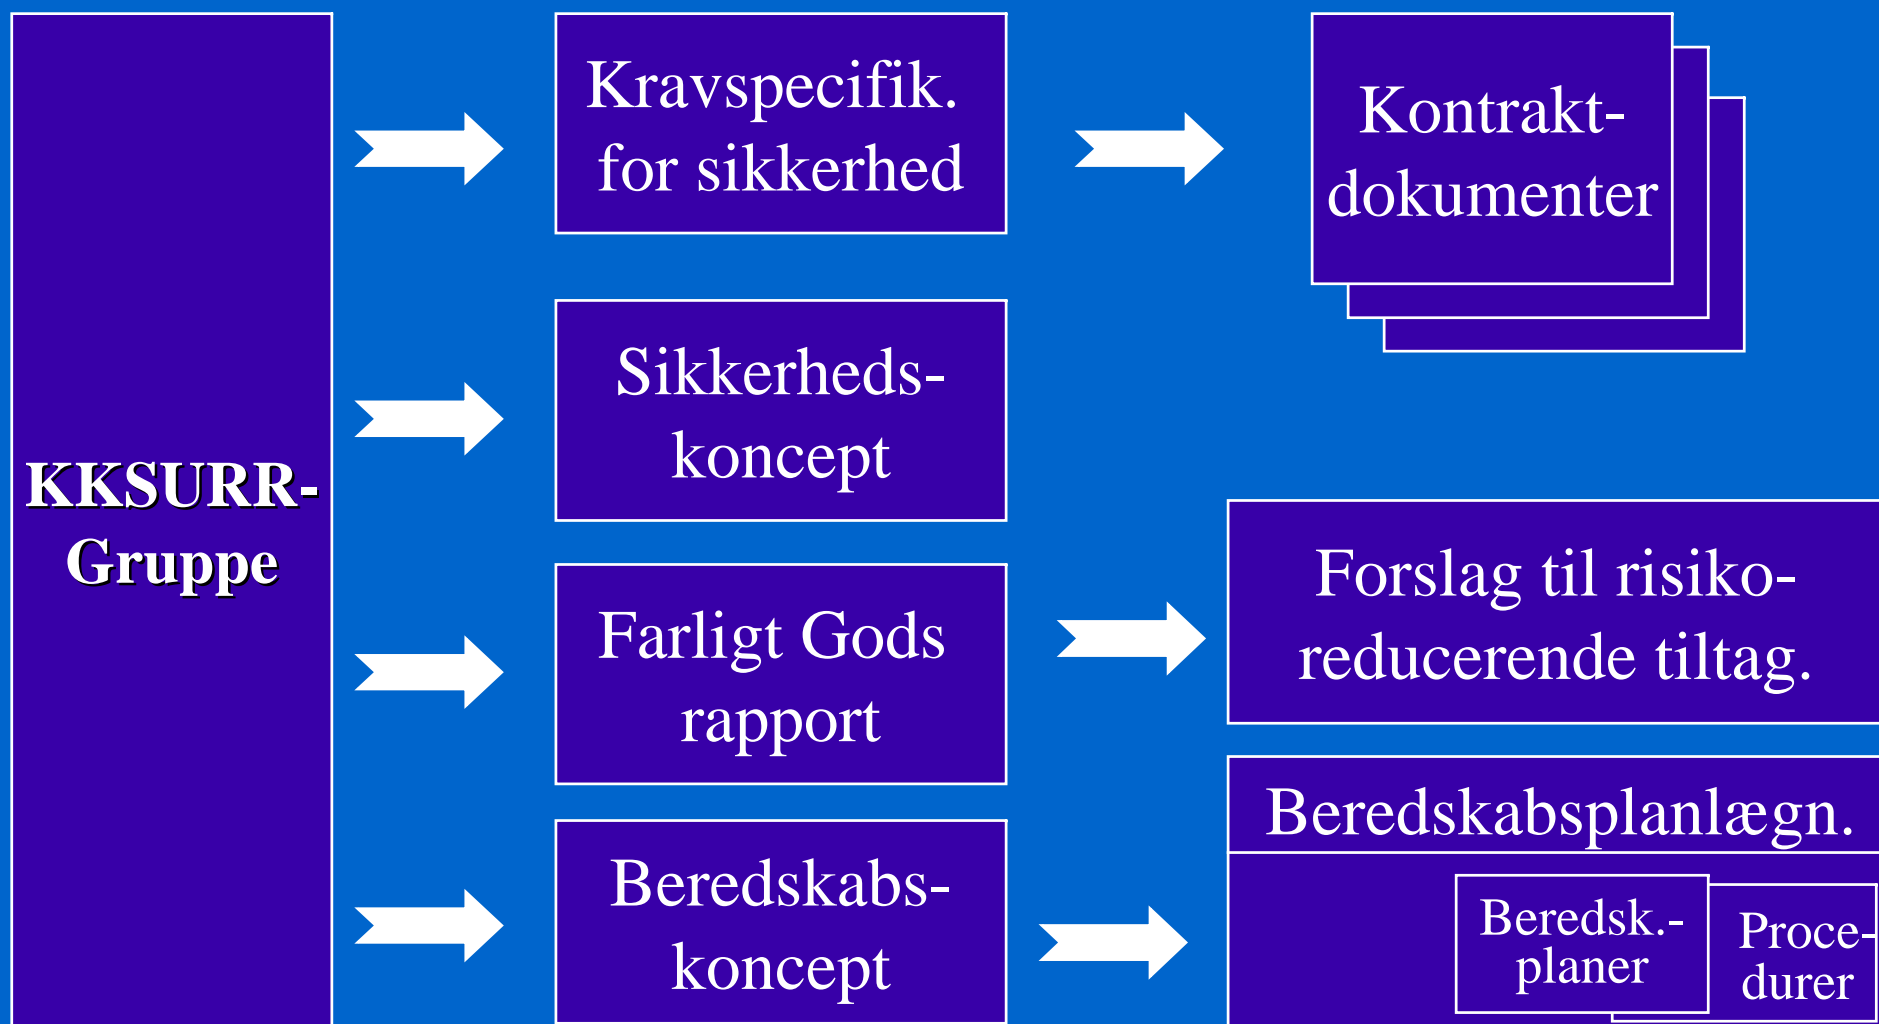 KKSURR-
Gruppe
Kravspecifik.
for sikkerhed
Kontrakt-
dokumenter
Sikkerheds-
koncept
Farligt Gods
rapport
Forslag til risiko-
reducerende tiltag.
Beredskabs-
koncept
Beredskabsplanlægn.
Beredsk.-
planer
Proce-
durer